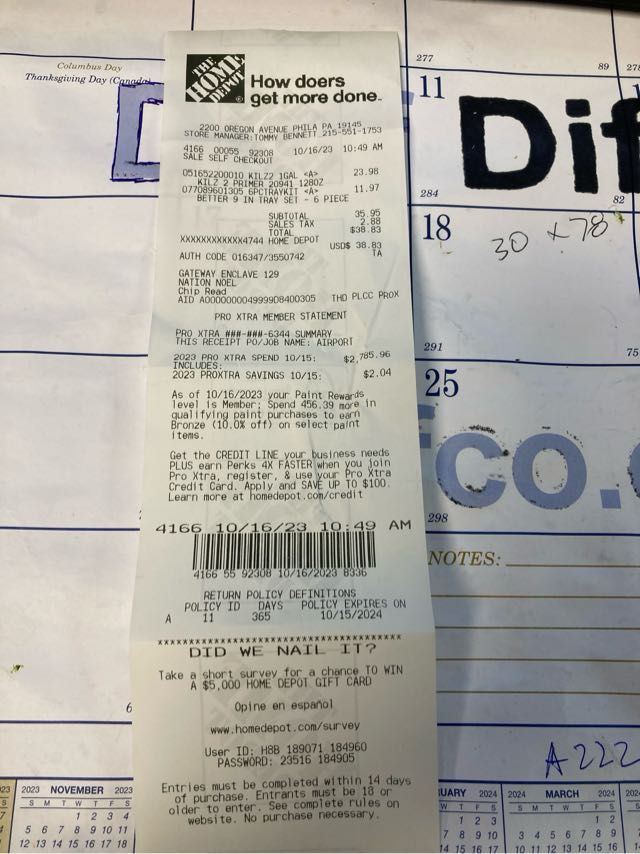 Columbus Day
Thanksgiving Day (Canada)
277
89
278
11
Dif
284
82
18
30 x 78
291
75
25
co.
298
NOTES:
A222
6
THE HOME DEPOT
How doers
get more done.
2200 OREGON AVENUE PHILA PA 19145
STORE MANAGER:TOMMY BENNETT 215-551-1753
4166 00055 92308 10/16/23 10:49 AM
SALE SELF CHECKOUT
051652200010 KILZ2 1GAL <A> 23.98
KILZ 2 PRIMER 20941 128OZ
077089601305 6PCTRAYKIT <A> 11.97
BETTER 9 IN TRAY SET - 6 PIECE
SUBTOTAL 35.95
SALES TAX 2.88
TOTAL $38.83
XXXXXXXXXXXX4744 HOME DEPOT
USD$ 38.83
AUTH CODE 016347/3550742 TA
GATEWAY ENCLAVE 129
NATION NOEL
Chip Read
AID A0000000049999D8400305 THD PLCC PROX
PRO XTRA MEMBER STATEMENT
PRO XTRA ###-###-6344 SUMMARY
THIS RECEIPT PO/JOB NAME: AIRPORT
2023 PRO XTRA SPEND 10/15: $2,785.96
INCLUDES:
2023 PROXTRA SAVINGS 10/15: $2.04
As of 10/16/2023 your Paint Rewards
level is Member; Spend 456.39 more in
qualifying paint purchases to earn
Bronze (10.0% off) on select paint
items.
Get the CREDIT LINE your business needs
PLUS earn Perks 4X FASTER when you join
Pro Xtra, register, & use your Pro Xtra
Credit Card. Apply and SAVE UP TO $100.
Learn more at homedepot.com/credit
4166 10/16/23 10:49 AM
4166 55 92308 10/16/2023 8336
RETURN POLICY DEFINITIONS
POLICY ID DAYS POLICY EXPIRES ON
A 11 365 10/15/2024
DID WE NAIL IT?
Take a short survey for a chance TO WIN
A $5,000 HOME DEPOT GIFT CARD
Opine en español
www.homedepot.com/survey
User ID: H8B 189071 184960
PASSWORD: 23516 184905
Entries must be completed within 14 days
of purchase. Entrants must be 18 or
older to enter. See complete rules on
website. No purchase necessary.
2023 NOVEMBER 2023
S M T W T F S
1 2 3 4
5 6 7 8 9 10 11
12 13 14 15 16 17 18
UARY 2024
W T F S
1 2 3
7 8 9 10
14 15 16 17
2024 MARCH 2024
S M T W T F S
1 2
3 4 5 6 7 8 9
10 11 12 13 14 15 16